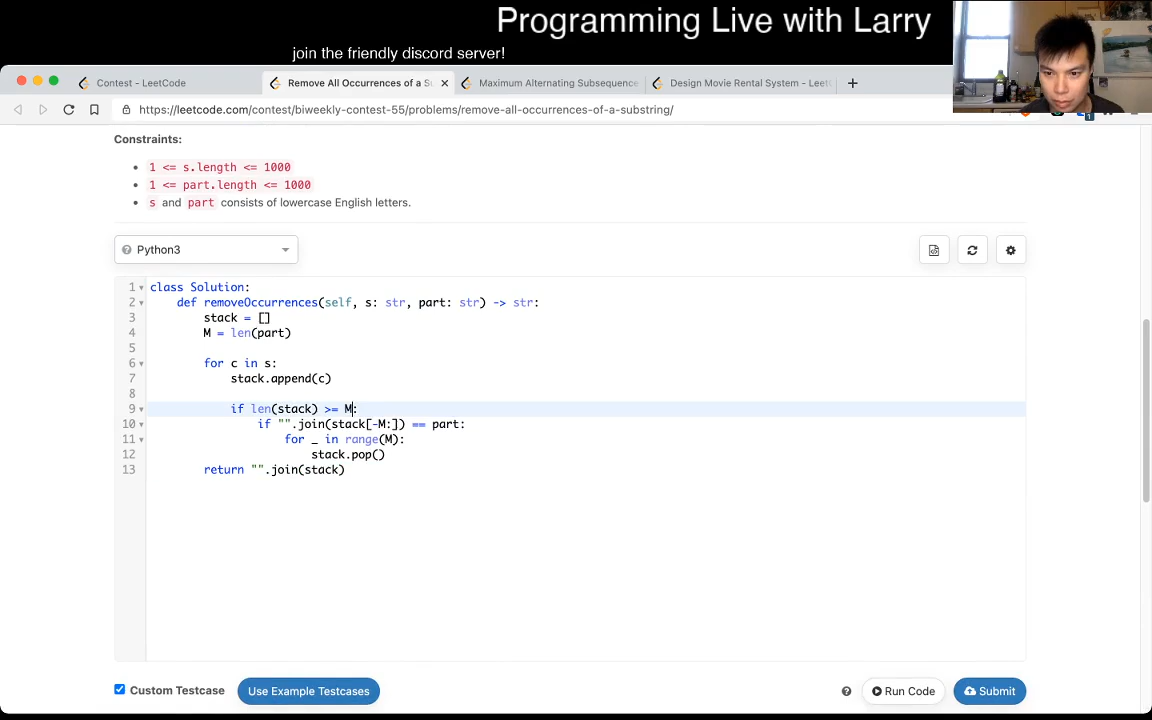 Programming Live with Larry
join the friendly discord server!
Contest - LeetCode
Remove All Occurrences of a Su
Maximum Alternating Subsequence
Design Movie Rental System - Leet
https://leetcode.com/contest/biweekly-contest-55/problems/remove-all-occurrences-of-a-substring/
1
Constraints:
• 1 <= s.length <= 1000
• 1 <= part.length <= 1000
• s and part consists of lowercase English letters.
Python3
1 class Solution:
2     def removeOccurrences(self, s: str, part: str) -> str:
3         stack = []
4         M = len(part)
5
6         for c in s:
7             stack.append(c)
8
9             if len(stack) >= M:
10                 if "".join(stack[-M:]) == part:
11                     for _ in range(M):
12                         stack.pop()
13         return "".join(stack)
Custom Testcase
Use Example Testcases
Run Code
Submit